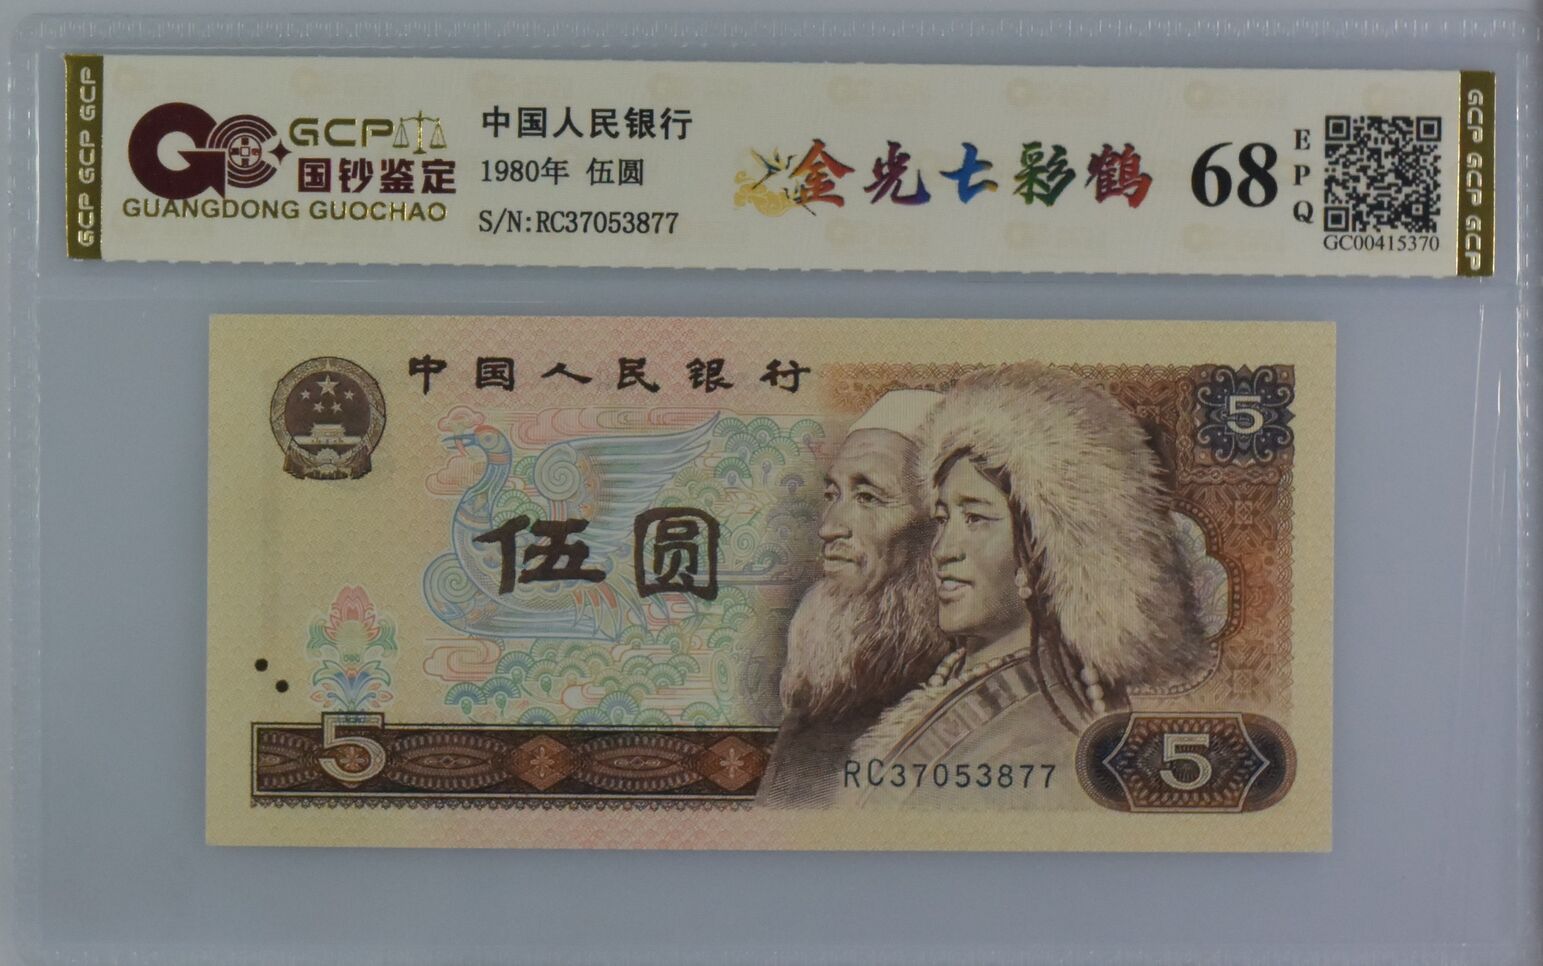 GCP GCP GCP
GCP
国钞鉴定
GUANGDONG GUOCHAO
中国人民银行
1980年 伍圆
S/N:RC37053877
金光七彩鹤
68
EPQ
GC00415370
GCP GCP GCP
中国人民银行
5
伍圆
5
RC37053877
5